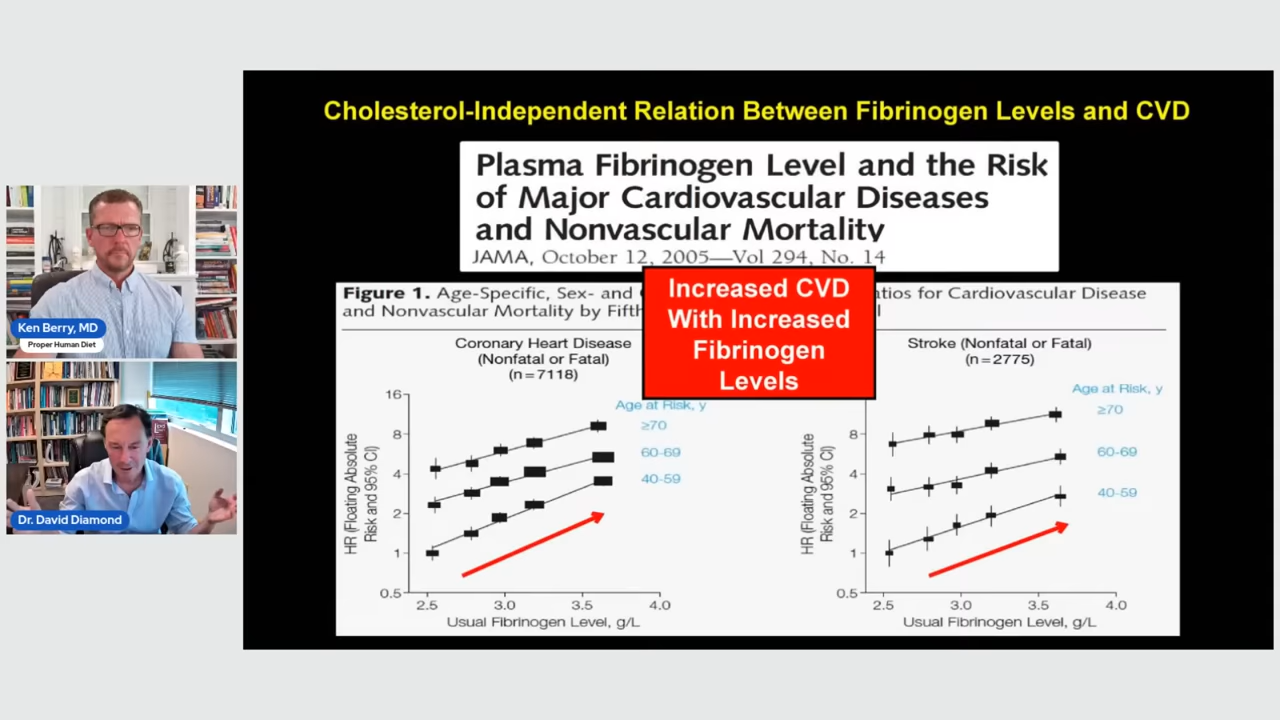 Cholesterol-Independent Relation Between Fibrinogen Levels and CVD
Plasma Fibrinogen Level and the Risk
of Major Cardiovascular Diseases
and Nonvascular Mortality
JAMA, October 12, 2005—Vol 294, No. 14
Figure 1. Age-Specific, Sex- and
atios for Cardiovascular Disease
and Nonvascular Mortality by Fifth
Increased CVD
With Increased
Fibrinogen
Levels
Coronary Heart Disease
(Nonfatal or Fatal)
(n=7118)
Age at Risk, y
≥70
60-69
40-59
HR (Floating Absolute
Risk and 95% CI)
16
8
4
2
1
0.5
2.5
3.0
3.5
4.0
Usual Fibrinogen Level, g/L
Stroke (Nonfatal or Fatal)
(n=2775)
Age at Risk, y
≥70
60-69
40-59
HR (Floating Absolute
Risk and 95% CI)
8
4
2
1
0.5
2.5
3.0
3.5
4.0
Usual Fibrinogen Level, g/L
Ken Berry, MD
Proper Human Diet
Dr. David Diamond